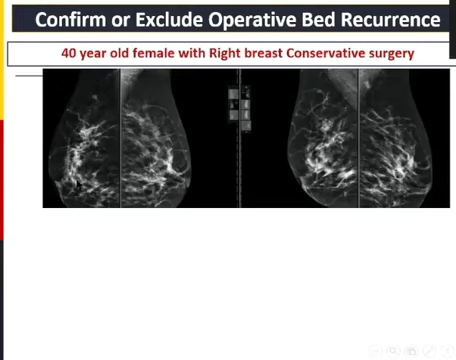 Confirm or Exclude Operative Bed Recurrence
40 year old female with Right breast Conservative surgery